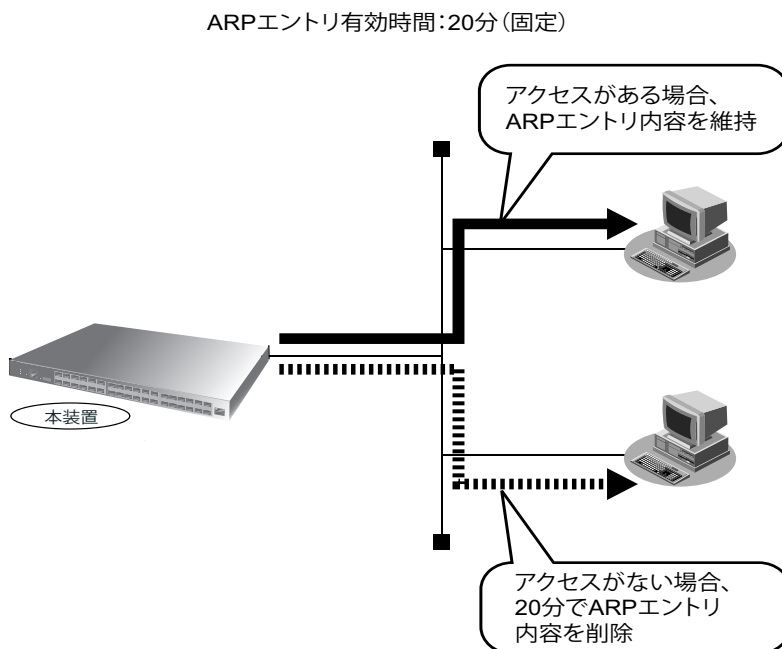 ARPエントリ有効時間：20分（固定）
アクセスがある場合、
ARPエントリ内容を維持
本装置
アクセスがない場合、
20分でARPエントリ
内容を削除